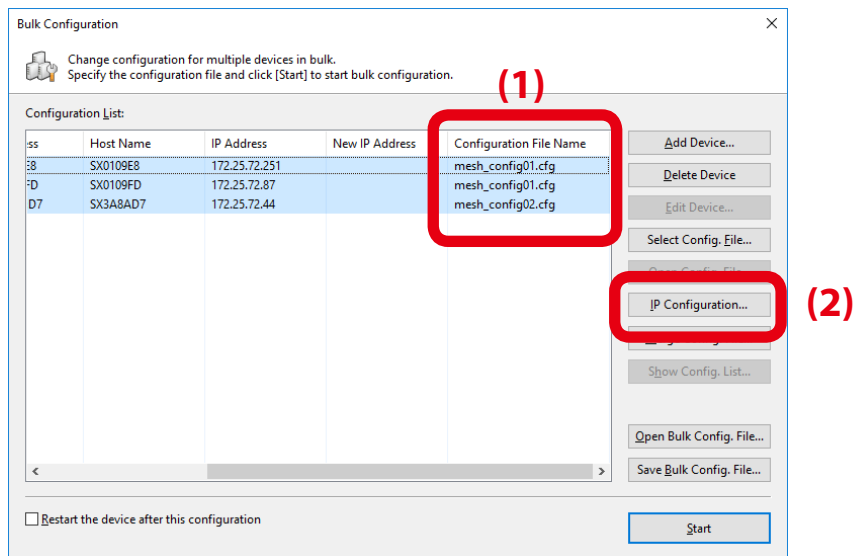 Bulk Configuration
Change configuration for multiple devices in bulk.
Specify the configuration file and click [Start] to start bulk configuration.
(1)
Configuration List:
ss Host Name IP Address New IP Address Configuration File Name
E8 SX0109E8 172.25.72.251 mesh_config01.cfg
FD SX0109FD 172.25.72.87 mesh_config01.cfg
D7 SX3A8AD7 172.25.72.44 mesh_config02.cfg
Add Device...
Delete Device
Edit Device...
Select Config. File...
IP Configuration...
(2)
Show Config. List...
Open Bulk Config. File...
Save Bulk Config. File...
Restart the device after this configuration
Start